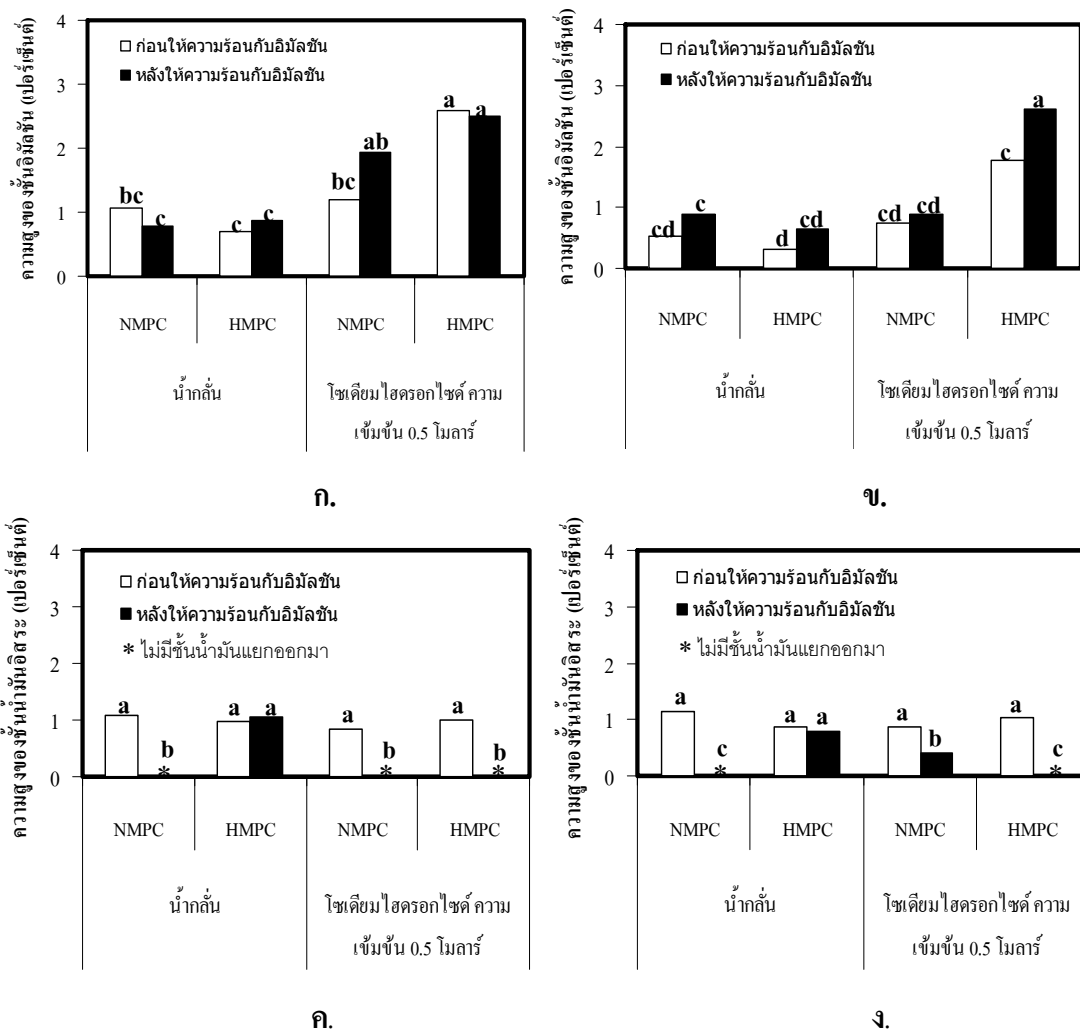 ความสูงของชั้นอิมัลชัน (เปอร์เซ็นต์)
4
3
2
1
0
ก่อนให้ความร้อนกับอิมัลชัน
หลังให้ความร้อนกับอิมัลชัน
bc c c c bc ab a a
NMPC HMPC NMPC HMPC
น้ำกลั่น
โซเดียมไฮดรอกไซด์ ความ
เข้มข้น 0.5 โมลาร์
ก.
ความสูงของชั้นอิมัลชัน (เปอร์เซ็นต์)
4
3
2
1
0
ก่อนให้ความร้อนกับอิมัลชัน
หลังให้ความร้อนกับอิมัลชัน
cd c d cd cd cd c a
NMPC HMPC NMPC HMPC
น้ำกลั่น
โซเดียมไฮดรอกไซด์ ความ
เข้มข้น 0.5 โมลาร์
ข.
ความสูงของชั้นน้ำมันอิสระ (เปอร์เซ็นต์)
4
3
2
1
0
ก่อนให้ความร้อนกับอิมัลชัน
หลังให้ความร้อนกับอิมัลชัน
* ไม่มีชั้นน้ำมันแยกออกมา
a b a a a b a b
* * *
NMPC HMPC NMPC HMPC
น้ำกลั่น
โซเดียมไฮดรอกไซด์ ความ
เข้มข้น 0.5 โมลาร์
ค.
ความสูงของชั้นน้ำมันอิสระ (เปอร์เซ็นต์)
4
3
2
1
0
ก่อนให้ความร้อนกับอิมัลชัน
หลังให้ความร้อนกับอิมัลชัน
* ไม่มีชั้นน้ำมันแยกออกมา
a c a a a b a c
* *
NMPC HMPC NMPC HMPC
น้ำกลั่น
โซเดียมไฮดรอกไซด์ ความ
เข้มข้น 0.5 โมลาร์
ง.